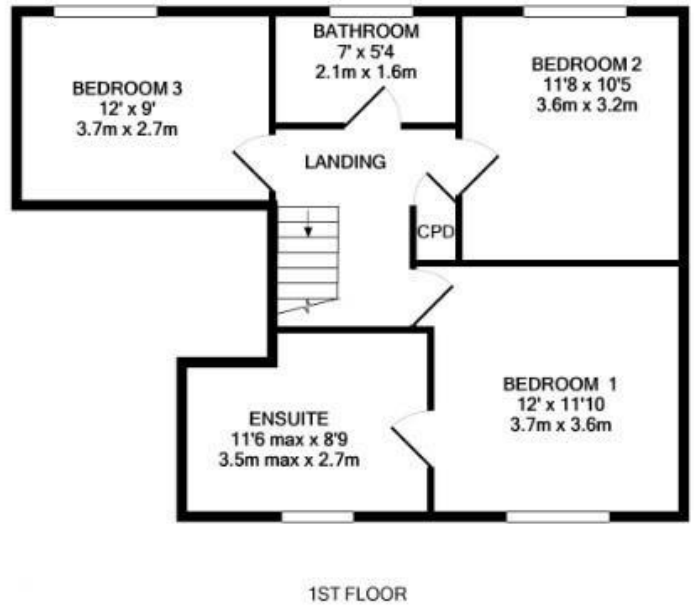 BATHROOM
7' x 5'4
2.1m x 1.6m
BEDROOM 3
12' x 9'
3.7m x 2.7m
BEDROOM 2
11'8 x 10'5
3.6m x 3.2m
LANDING
CPD
BEDROOM 1
12' x 11'10
3.7m x 3.6m
ENSUITE
11'6 max x 8'9
3.5m max x 2.7m
1ST FLOOR